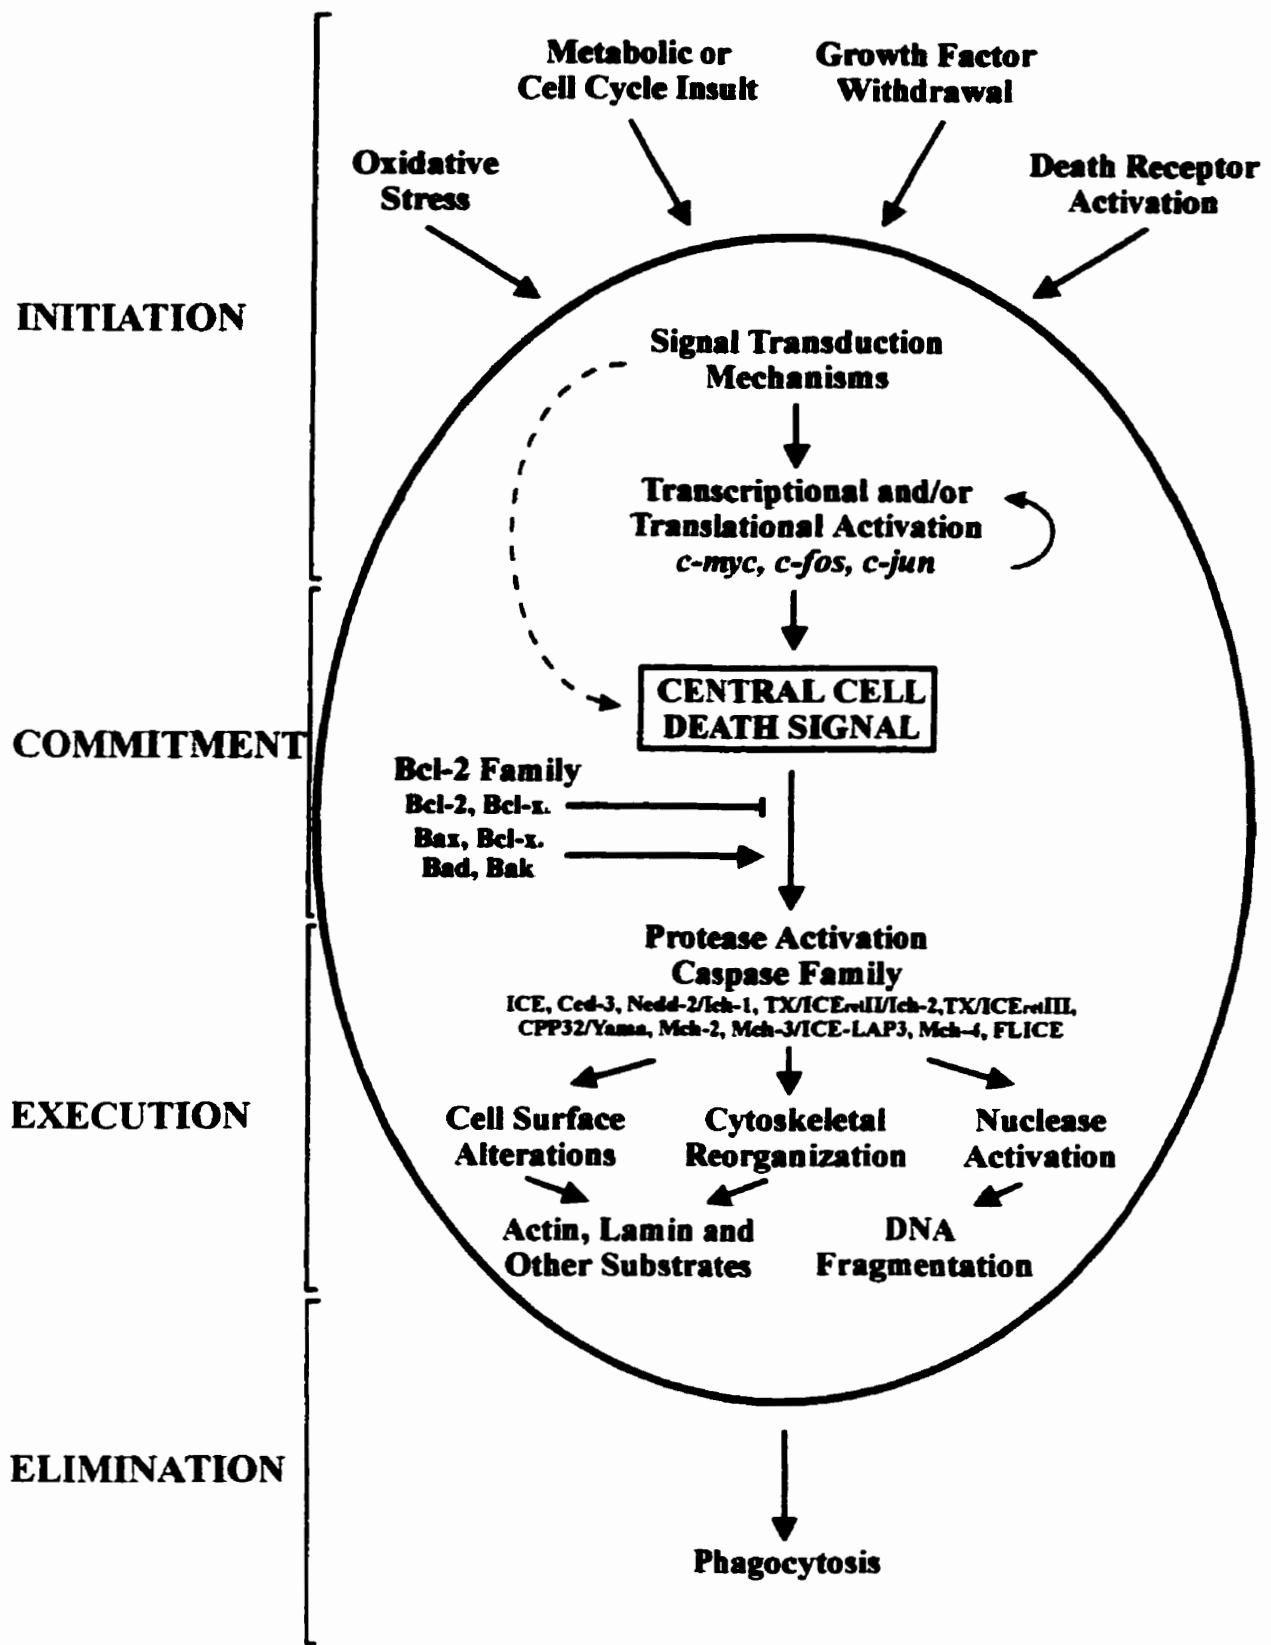 Metabolic or
Cell Cycle Insult
Growth Factor
Withdrawal
Oxidative
Stress
Death Receptor
Activation
INITIATION
Signal Transduction
Mechanisms
Transcriptional and/or
Translational Activation
c-myc, c-fos, c-jun
CENTRAL CELL
DEATH SIGNAL
COMMITMENT
Bcl-2 Family
Bcl-2,
Bax,
Bad, Bak
Protease Activation
Caspase Family
ICE, Ced-3, Nedd-2/Ich-1, TX/ICErelII/Ich-2,TX/ICErelIII,
CPP32/Yama, Mch-2, Mch-3/ICE-LAP3, Mch-4, FLICE
EXECUTION
Cell Surface
Alterations
Cytoskeletal
Reorganization
Nuclease
Activation
Actin, Lamin and
Other Substrates
DNA
Fragmentation
ELIMINATION
Phagocytosis